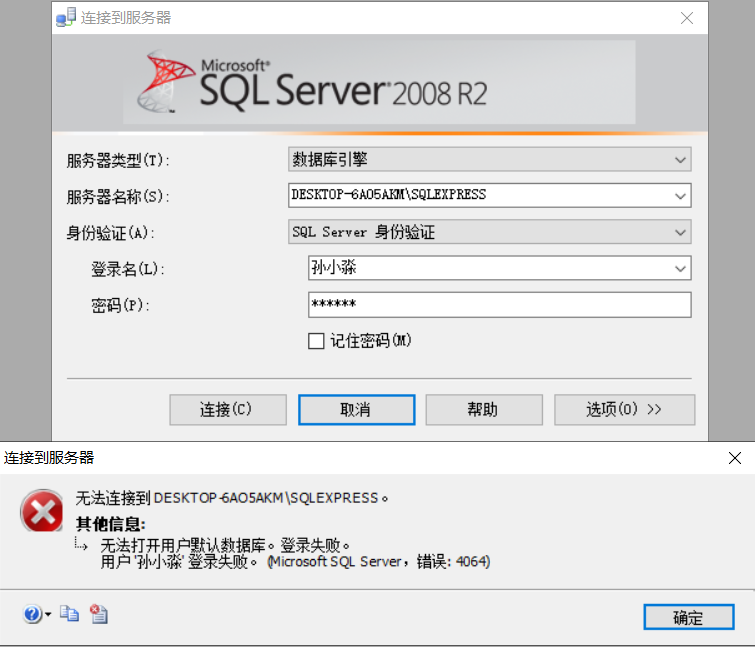 连接到服务器
Microsoft®
SQL Server® 2008 R2
服务器类型(T):
数据库引擎
服务器名称(S):
DESKTOP-6AO5AKM\SQLEXPRESS
身份验证(A):
SQL Server 身份验证
登录名(L):
孙小淼
密码(P):
******
记住密码(M)
连接(C)
取消
帮助
选项(O) >>
连接到服务器
无法连接到 DESKTOP-6AO5AKM\SQLEXPRESS。
其他信息:
无法打开用户默认数据库。登录失败。
用户 '孙小淼' 登录失败。 (Microsoft SQL Server，错误: 4064)
确定